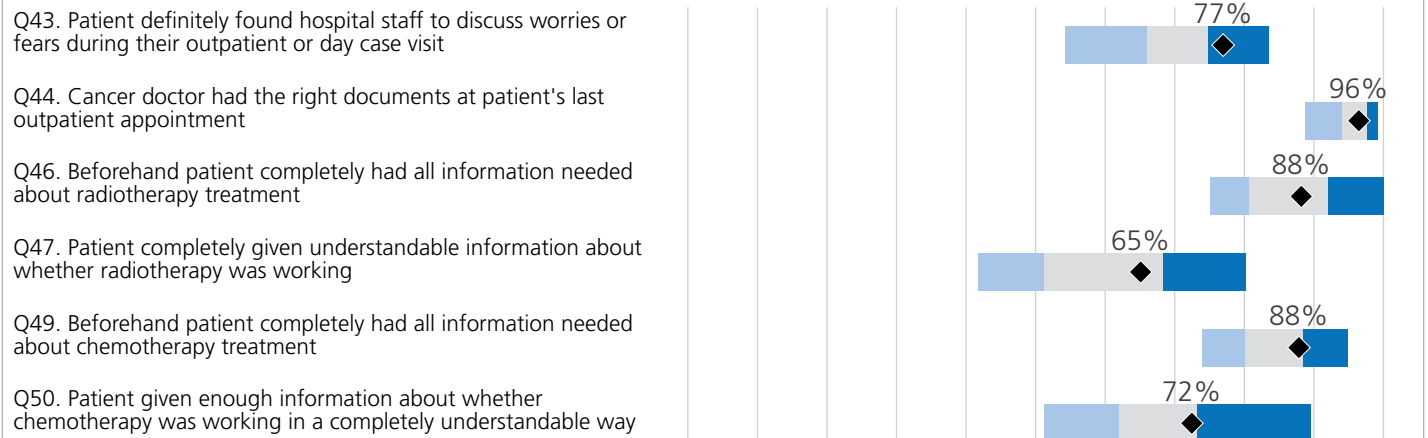 Q43. Patient definitely found hospital staff to discuss worries or
fears during their outpatient or day case visit
77%
Q44. Cancer doctor had the right documents at patient's last
outpatient appointment
96%
Q46. Beforehand patient completely had all information needed
about radiotherapy treatment
88%
Q47. Patient completely given understandable information about
whether radiotherapy was working
65%
Q49. Beforehand patient completely had all information needed
about chemotherapy treatment
88%
Q50. Patient given enough information about whether
chemotherapy was working in a completely understandable way
72%